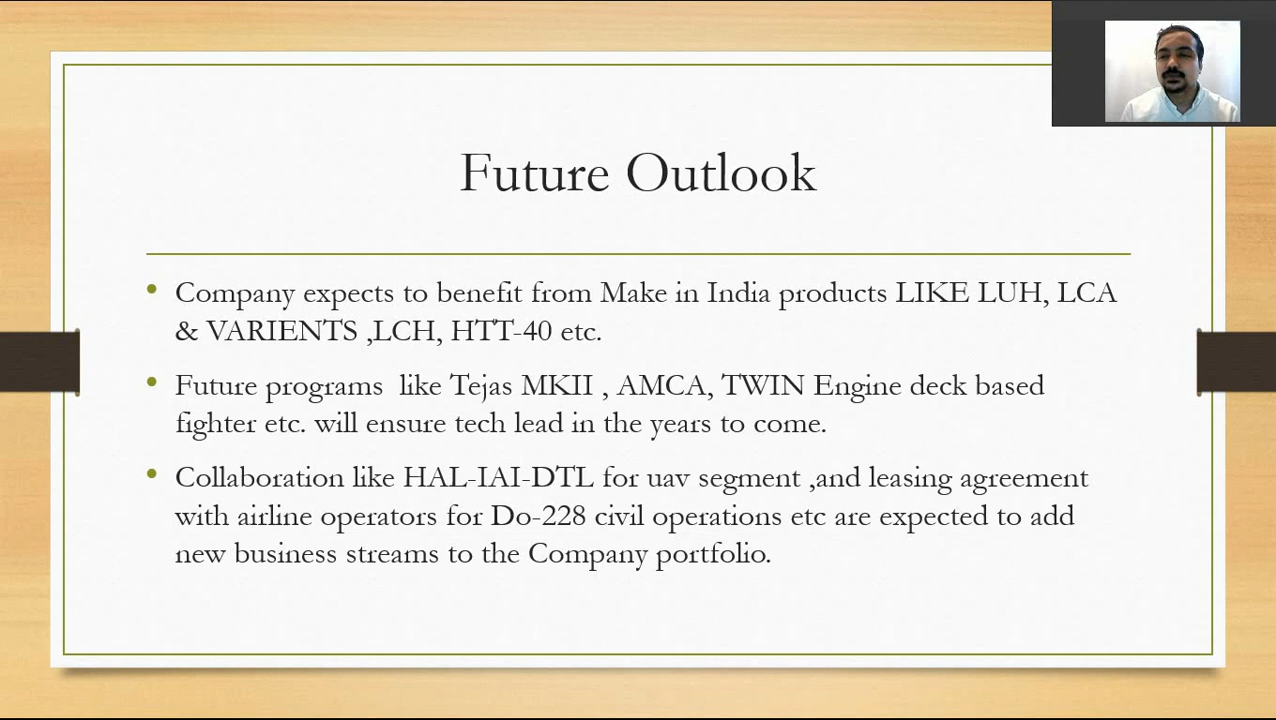 Future Outlook
• Company expects to benefit from Make in India products LIKE LUH, LCA
& VARIENTS ,LCH, HTT-40 etc.
• Future programs  like Tejas MKII , AMCA, TWIN Engine deck based
fighter etc. will ensure tech lead in the years to come.
• Collaboration like HAL-IAI-DTL for uav segment ,and leasing agreement
with airline operators for Do-228 civil operations etc are expected to add
new business streams to the Company portfolio.